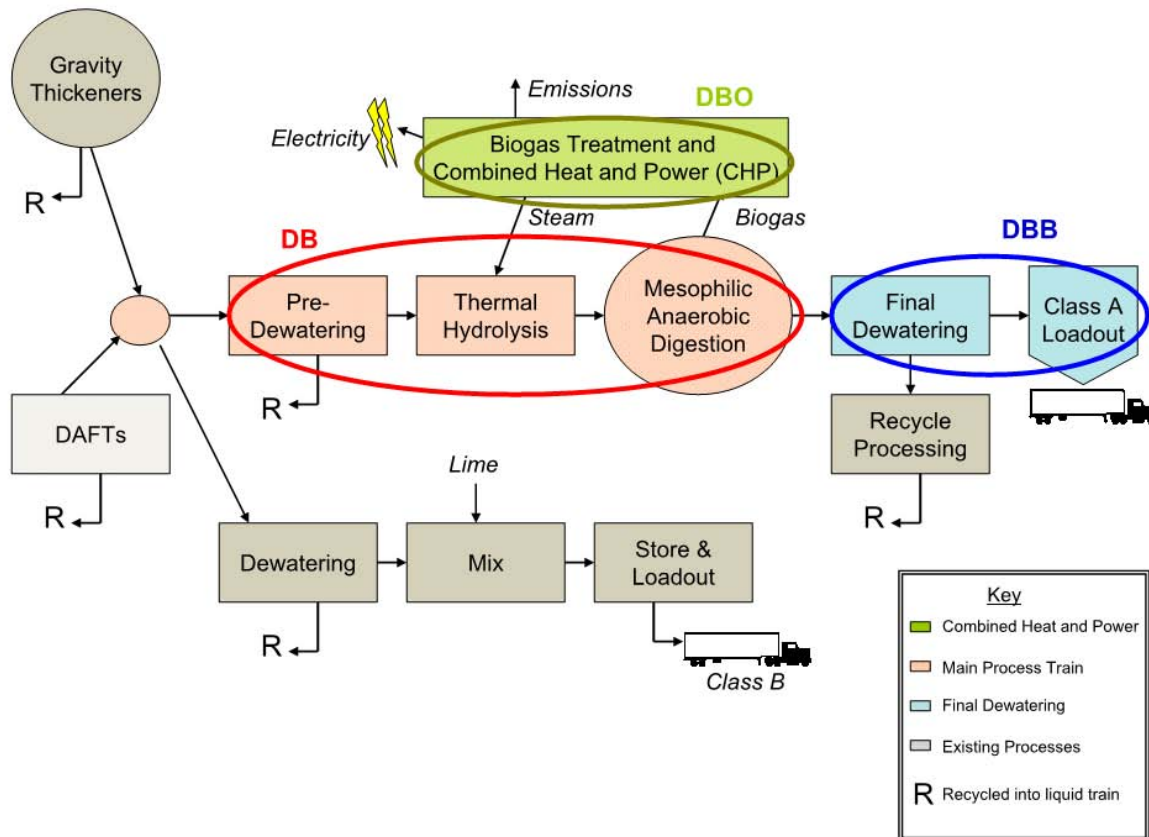 Gravity
Thickeners
R
Emissions
DBO
Electricity
Biogas Treatment and
Combined Heat and Power (CHP)
Steam
Biogas
DB
DBB
Pre-
Dewatering
Thermal
Hydrolysis
Mesophilic
Anaerobic
Digestion
Final
Dewatering
Class A
Loadout
R
DAFTs
R
Recycle
Processing
R
Lime
Dewatering
Mix
Store &
Loadout
R
Class B
Key
Combined Heat and Power
Main Process Train
Final Dewatering
Existing Processes
R Recycled into liquid train